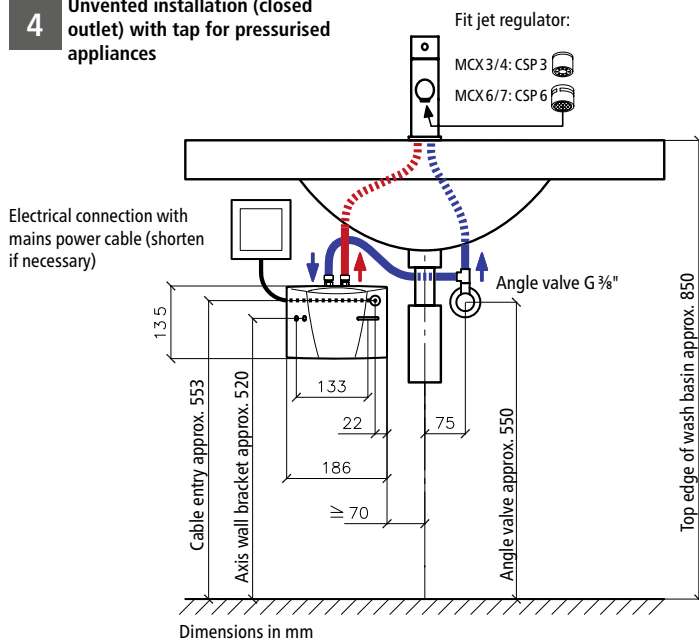 4
Unvented installation (closed
outlet) with tap for pressurised
appliances
Fit jet regulator:
MCX 3/4: CSP 3
MCX 6/7: CSP 6
Electrical connection with
mains power cable (shorten
if necessary)
Angle valve G ⅜"
135
133
22
75
186
≥ 70
Cable entry approx. 553
Axis wall bracket approx. 520
Angle valve approx. 550
Top edge of wash basin approx. 850
Dimensions in mm